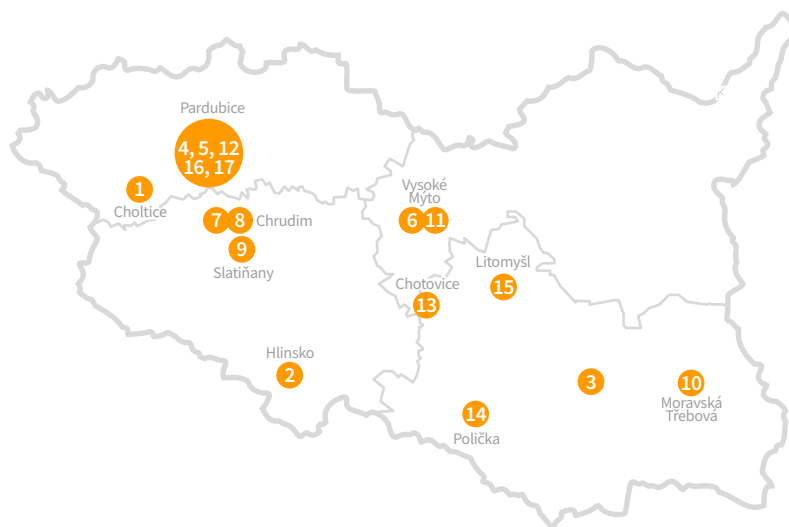 Pardubice
4, 5, 12
16, 17
1
Choltice
7
8
Chrudim
9
Slatiňany
Vysoké
Mýto
6
11
Litomyšl
15
Chotovice
13
Hlinsko
2
3
10
Moravská
Třebová
14
Polička